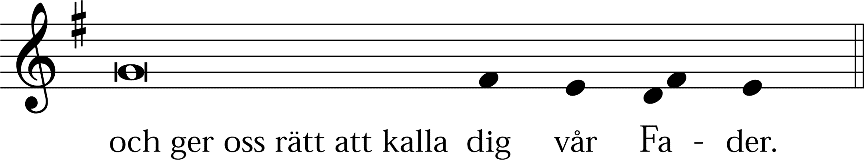 och ger oss rätt att kalla dig vår Fa - der.